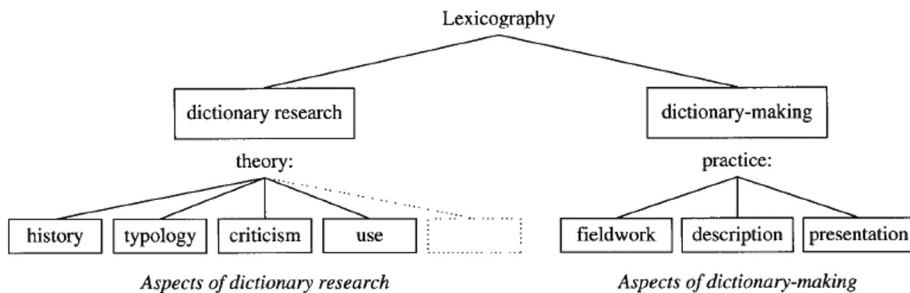 Lexicography
dictionary research
dictionary-making
theory:
practice:
history
typology
criticism
use
fieldwork
description
presentation
Aspects of dictionary research
Aspects of dictionary-making